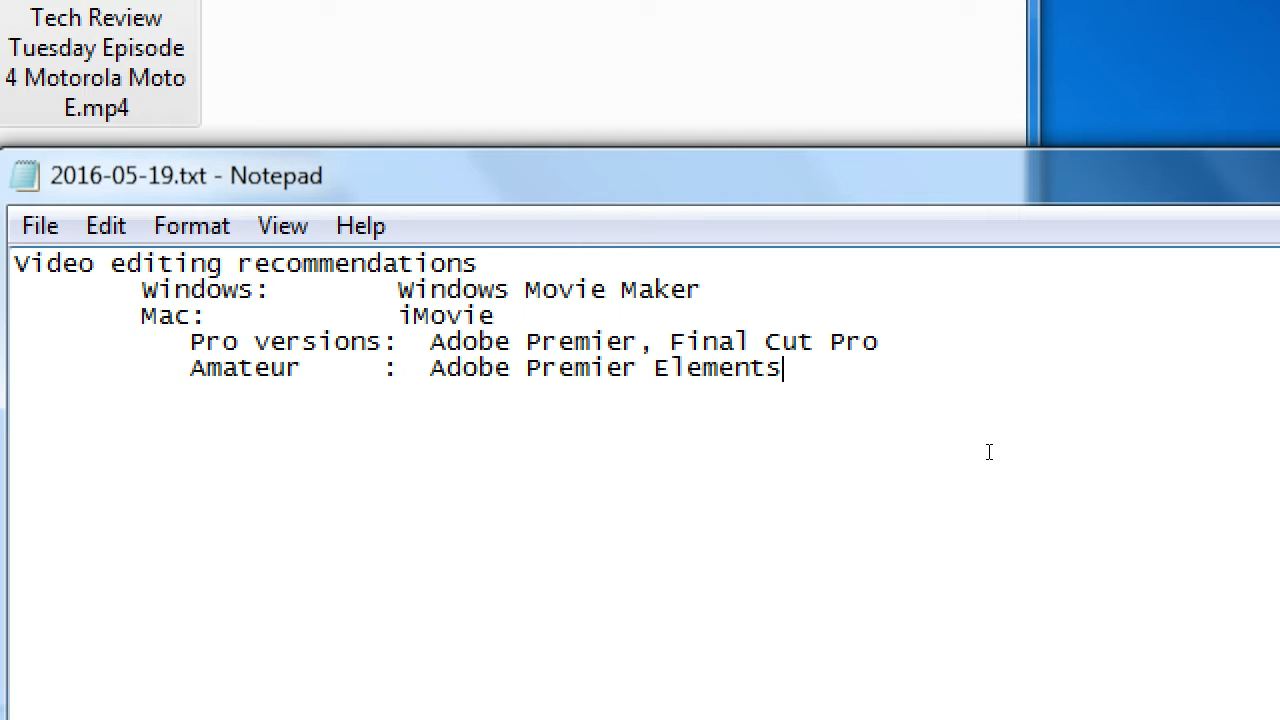 Tech Review
Tuesday Episode
4 Motorola Moto
E.mp4
2016-05-19.txt - Notepad
File Edit Format View Help
Video editing recommendations
Windows: Windows Movie Maker
Mac: iMovie
Pro versions: Adobe Premier, Final Cut Pro
Amateur : Adobe Premier Elements